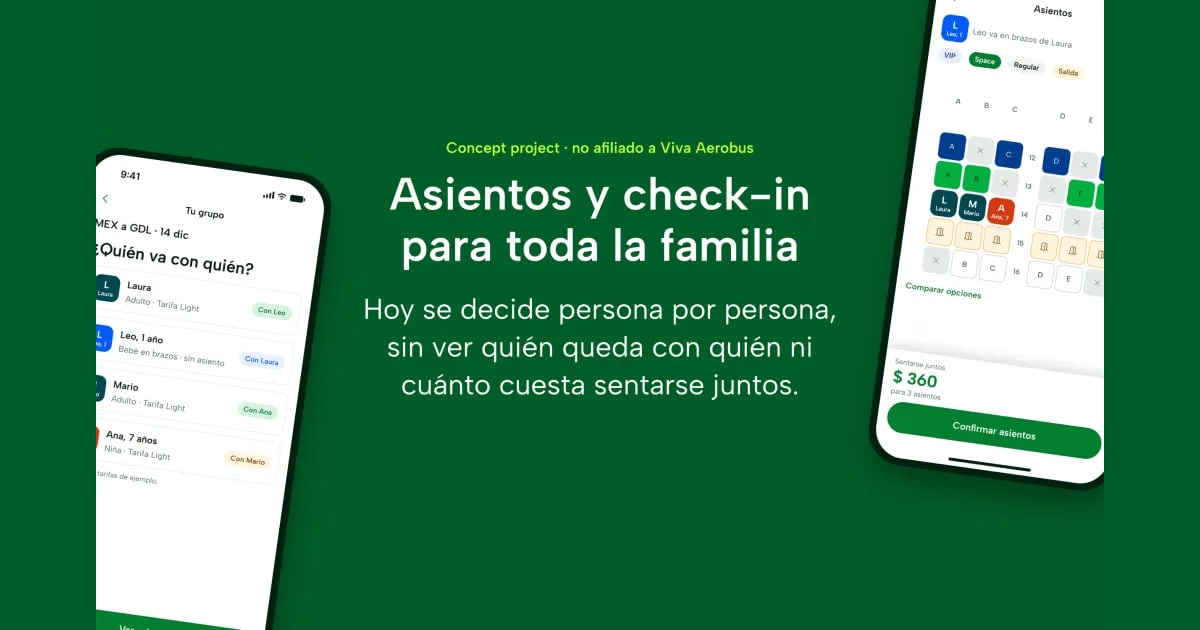 Concept project · no afiliado a Viva Aerobus
Asientos y check-in
para toda la familia
Hoy se decide persona por persona,
sin ver quién queda con quién ni
cuánto cuesta sentarse juntos.
9:41
Tu grupo
MEX a GDL · 14 dic
¿Quién va con quién?
L
Laura
Laura
Adulto · Tarifa Light
Con Leo
L
Leo, 1 año
Bebé en brazos · sin asiento
Con Laura
Mario
Adulto · Tarifa Light
Con Ana
Ana, 7 años
Niña · Tarifa Light
Con Mario
tarifas de ejemplo.
Asientos
L
Leo, 1
Leo va en brazos de Laura
VIP Space Regular Salida
A B C D E
A × C 12 D ×
A B × 13 × E
L Laura M Mario A Ana, 7 14 D ×
15
× B C 16 D E ×
Comparar opciones
Sentarse juntos
$ 360
para 3 asientos
Confirmar asientos